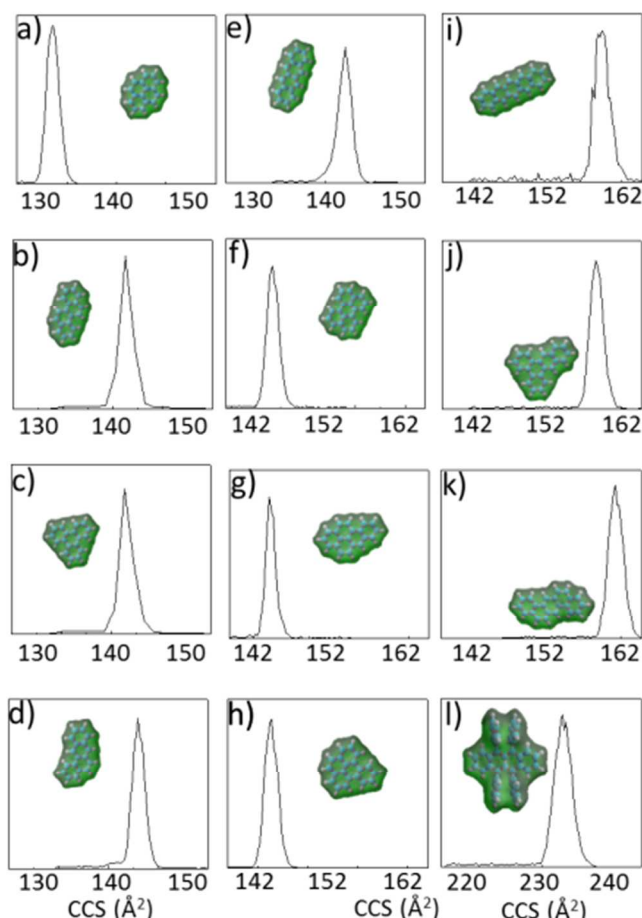 a) e) i)
130 140 150 130 140 150 142 152 162
b) f) j)
130 140 150 142 152 162 142 152 162
c) g) k)
130 140 150 142 152 162 142 152 162
d) h) l)
130 140 150 142 152 162 220 230 240
CCS (Å²) CCS (Å²) CCS (Å²)